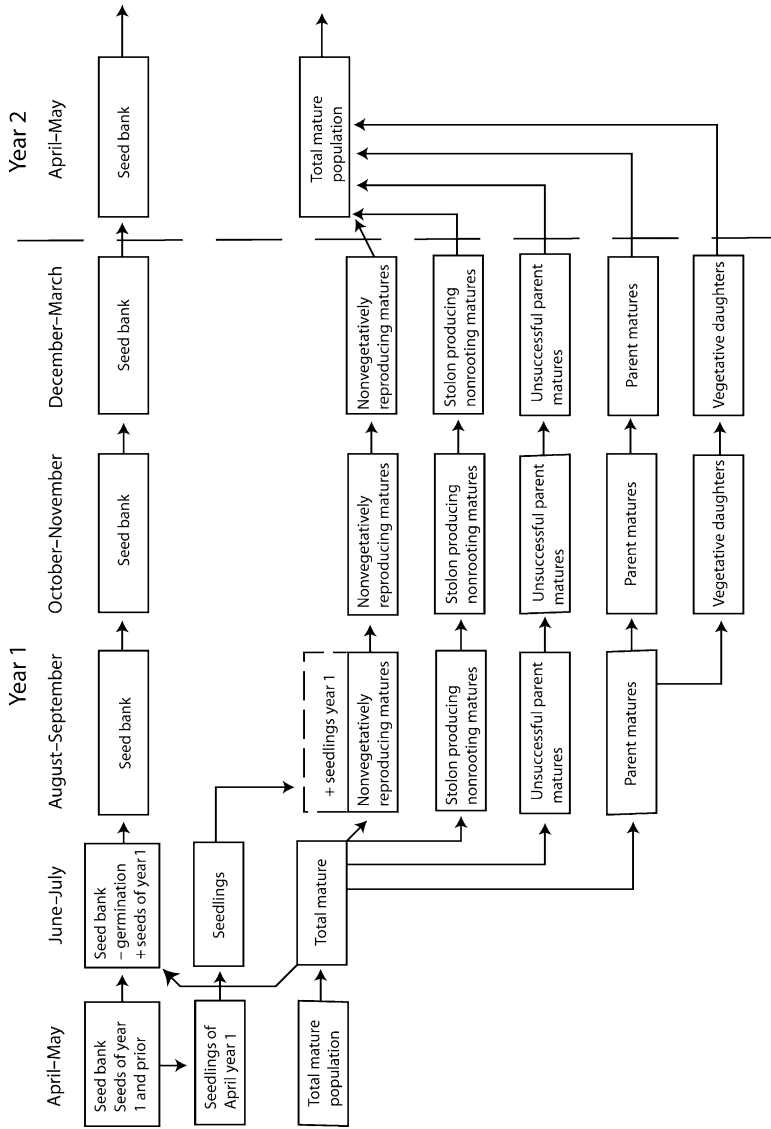 Year 1
Year 2
April–May
June–July
August–September
October–November
December–March
April–May
Seed bank
Seeds of year
1 and prior
Seed bank
– germination
+ seeds of year1
Seed bank
Seed bank
Seed bank
Seed bank
Seedlings of
April year 1
Seedlings
Total mature
population
Total mature
+ seedlings year 1
Nonvegetatively
reproducing matures
Nonvegetatively
reproducing matures
Nonvegetatively
reproducing matures
Total mature
population
Stolon producing
nonrooting matures
Stolon producing
nonrooting matures
Stolon producing
nonrooting matures
Unsuccessful parent
matures
Unsuccessful parent
matures
Unsuccessful parent
matures
Parent matures
Parent matures
Parent matures
Vegetative daughters
Vegetative daughters